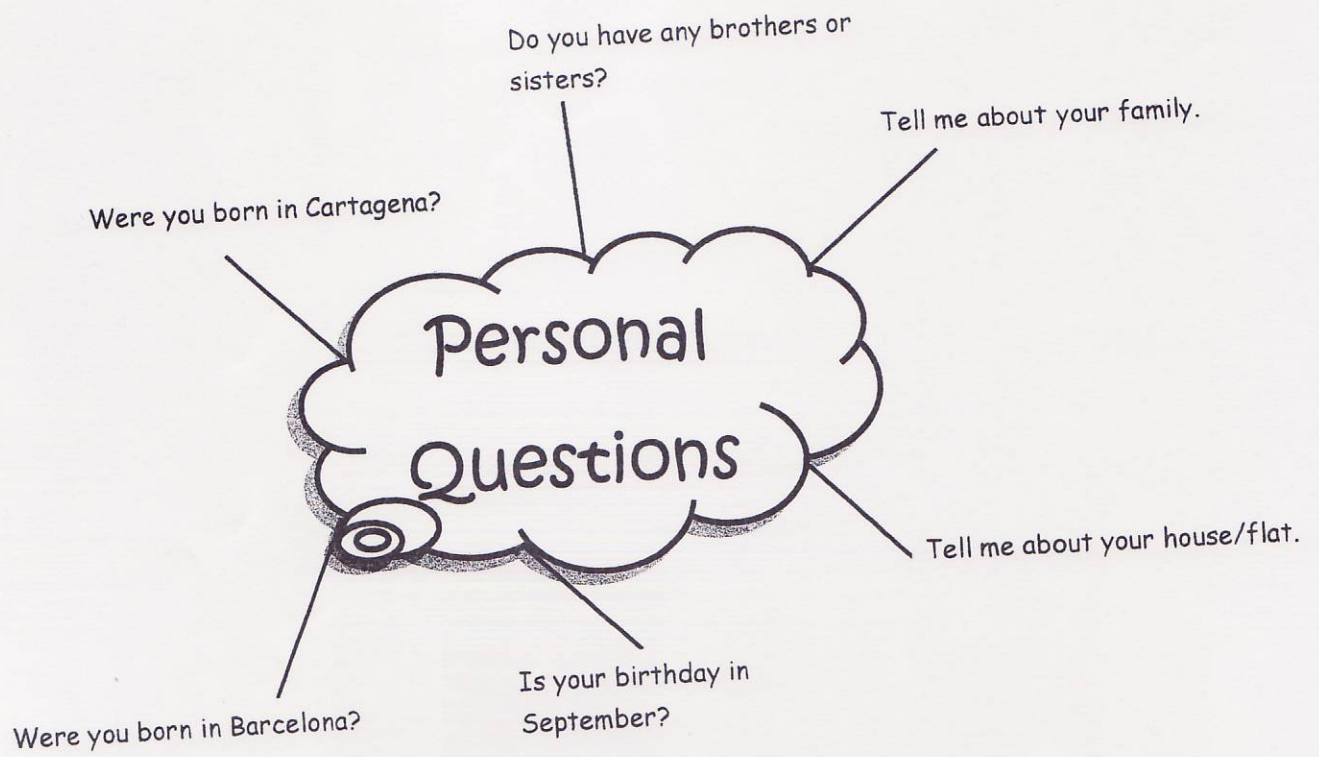 Do you have any brothers or
sisters?
Tell me about your family.
Were you born in Cartagena?
Personal
Questions
Tell me about your house/flat.
Is your birthday in
September?
Were you born in Barcelona?